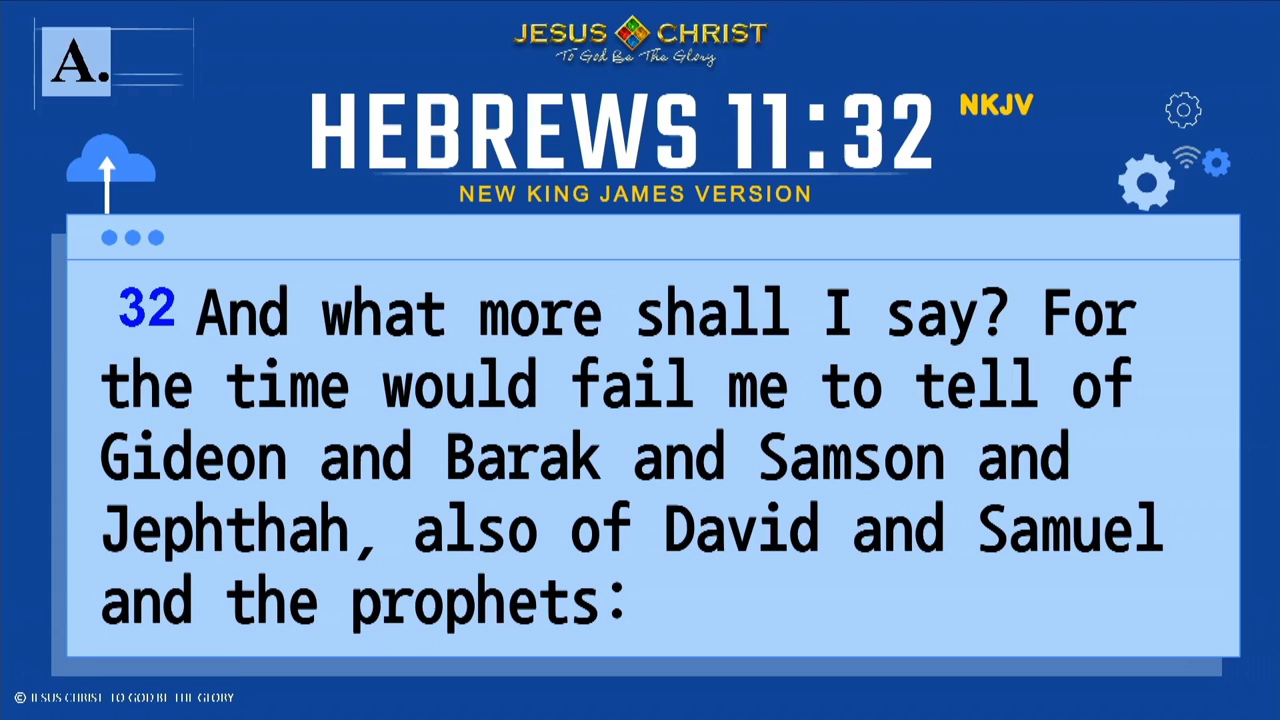 A.
JESUS CHRIST
To God Be The Glory
HEBREWS 11:32 NKJV
NEW KING JAMES VERSION
32 And what more shall I say? For
the time would fail me to tell of
Gideon and Barak and Samson and
Jephthah, also of David and Samuel
and the prophets:
© JESUS CHRIST TO GOD BE THE GLORY